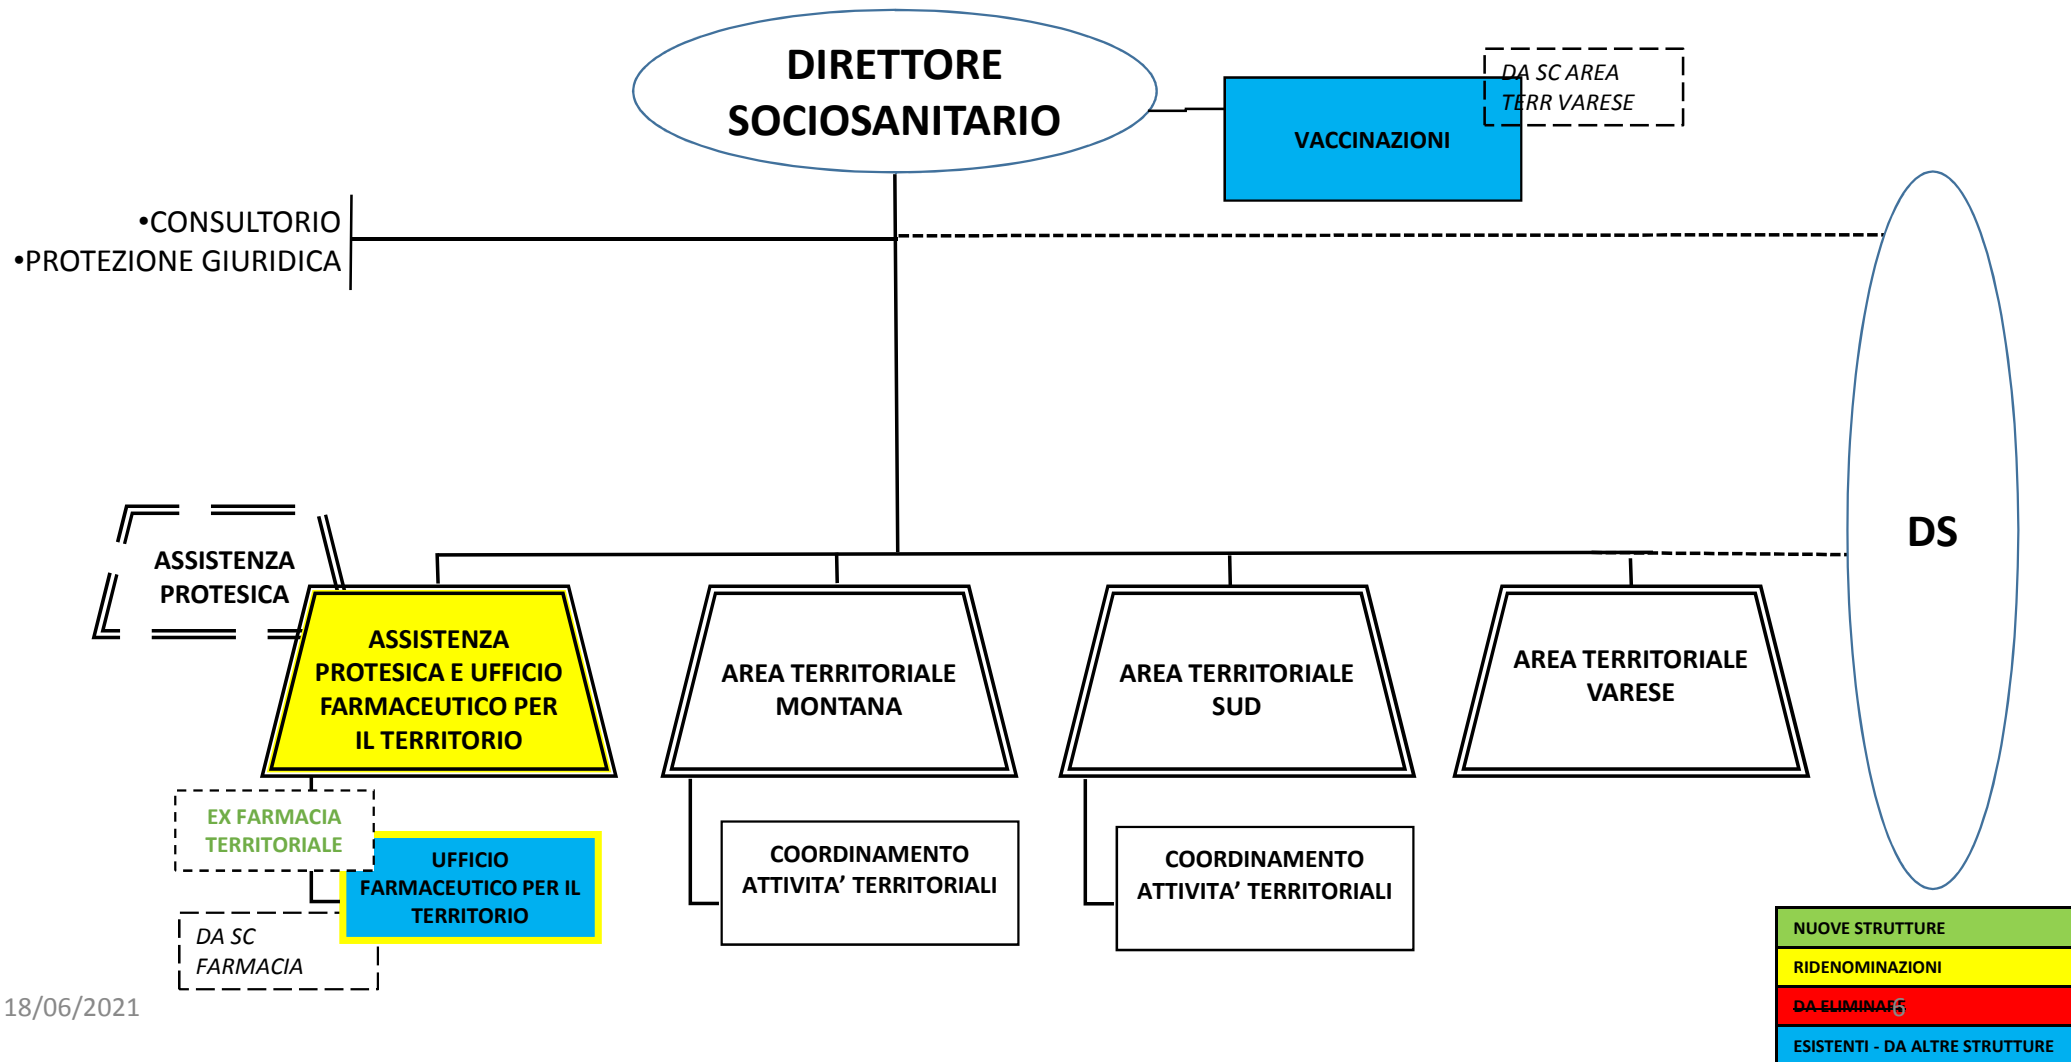 DIRETTORE
SOCIOSANITARIO
DA SC AREA
TERR VARESE
VACCINAZIONI
•CONSULTORIO
•PROTEZIONE GIURIDICA
DS
ASSISTENZA
PROTESICA
ASSISTENZA
PROTESICA E UFFICIO
FARMACEUTICO PER
IL TERRITORIO
AREA TERRITORIALE
MONTANA
AREA TERRITORIALE
SUD
AREA TERRITORIALE
VARESE
EX FARMACIA
TERRITORIALE
UFFICIO
FARMACEUTICO PER IL
TERRITORIO
DA SC
FARMACIA
COORDINAMENTO
ATTIVITA’ TERRITORIALI
COORDINAMENTO
ATTIVITA’ TERRITORIALI
NUOVE STRUTTURE
RIDENOMINAZIONI
DA ELIMINARE
ESISTENTI - DA ALTRE STRUTTURE
18/06/2021
6